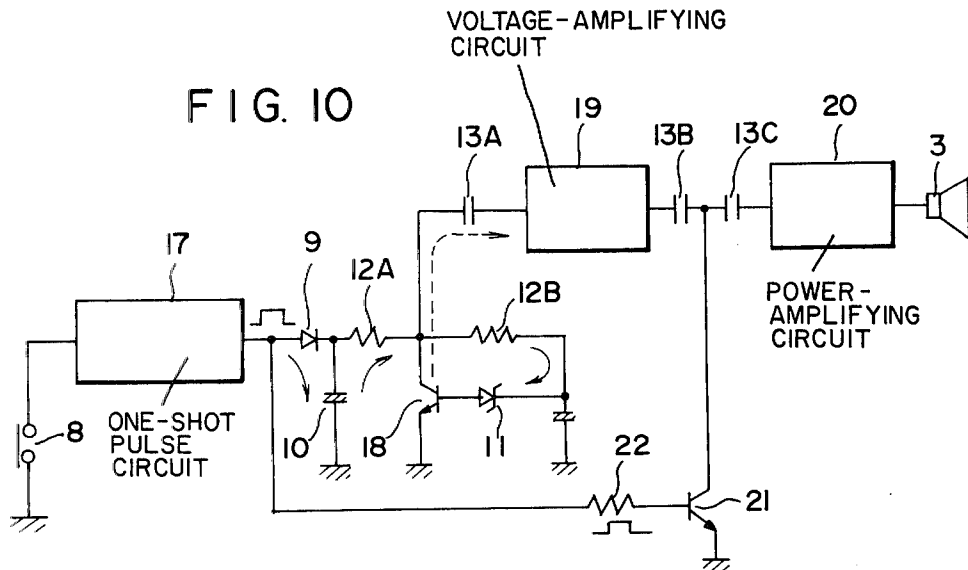 FIG. 10
VOLTAGE-AMPLIFYING
CIRCUIT
19
13A
13B
13C
20
3
17
9
12A
12B
POWER-
AMPLIFYING
CIRCUIT
8
ONE-SHOT
PULSE
CIRCUIT
10
18
11
22
21